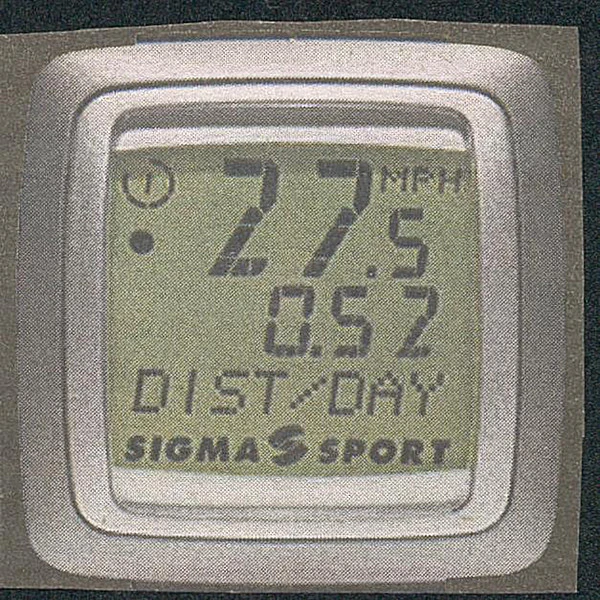 27.5 MPH
0.52
DIST/DAY
SIGMA SPORT